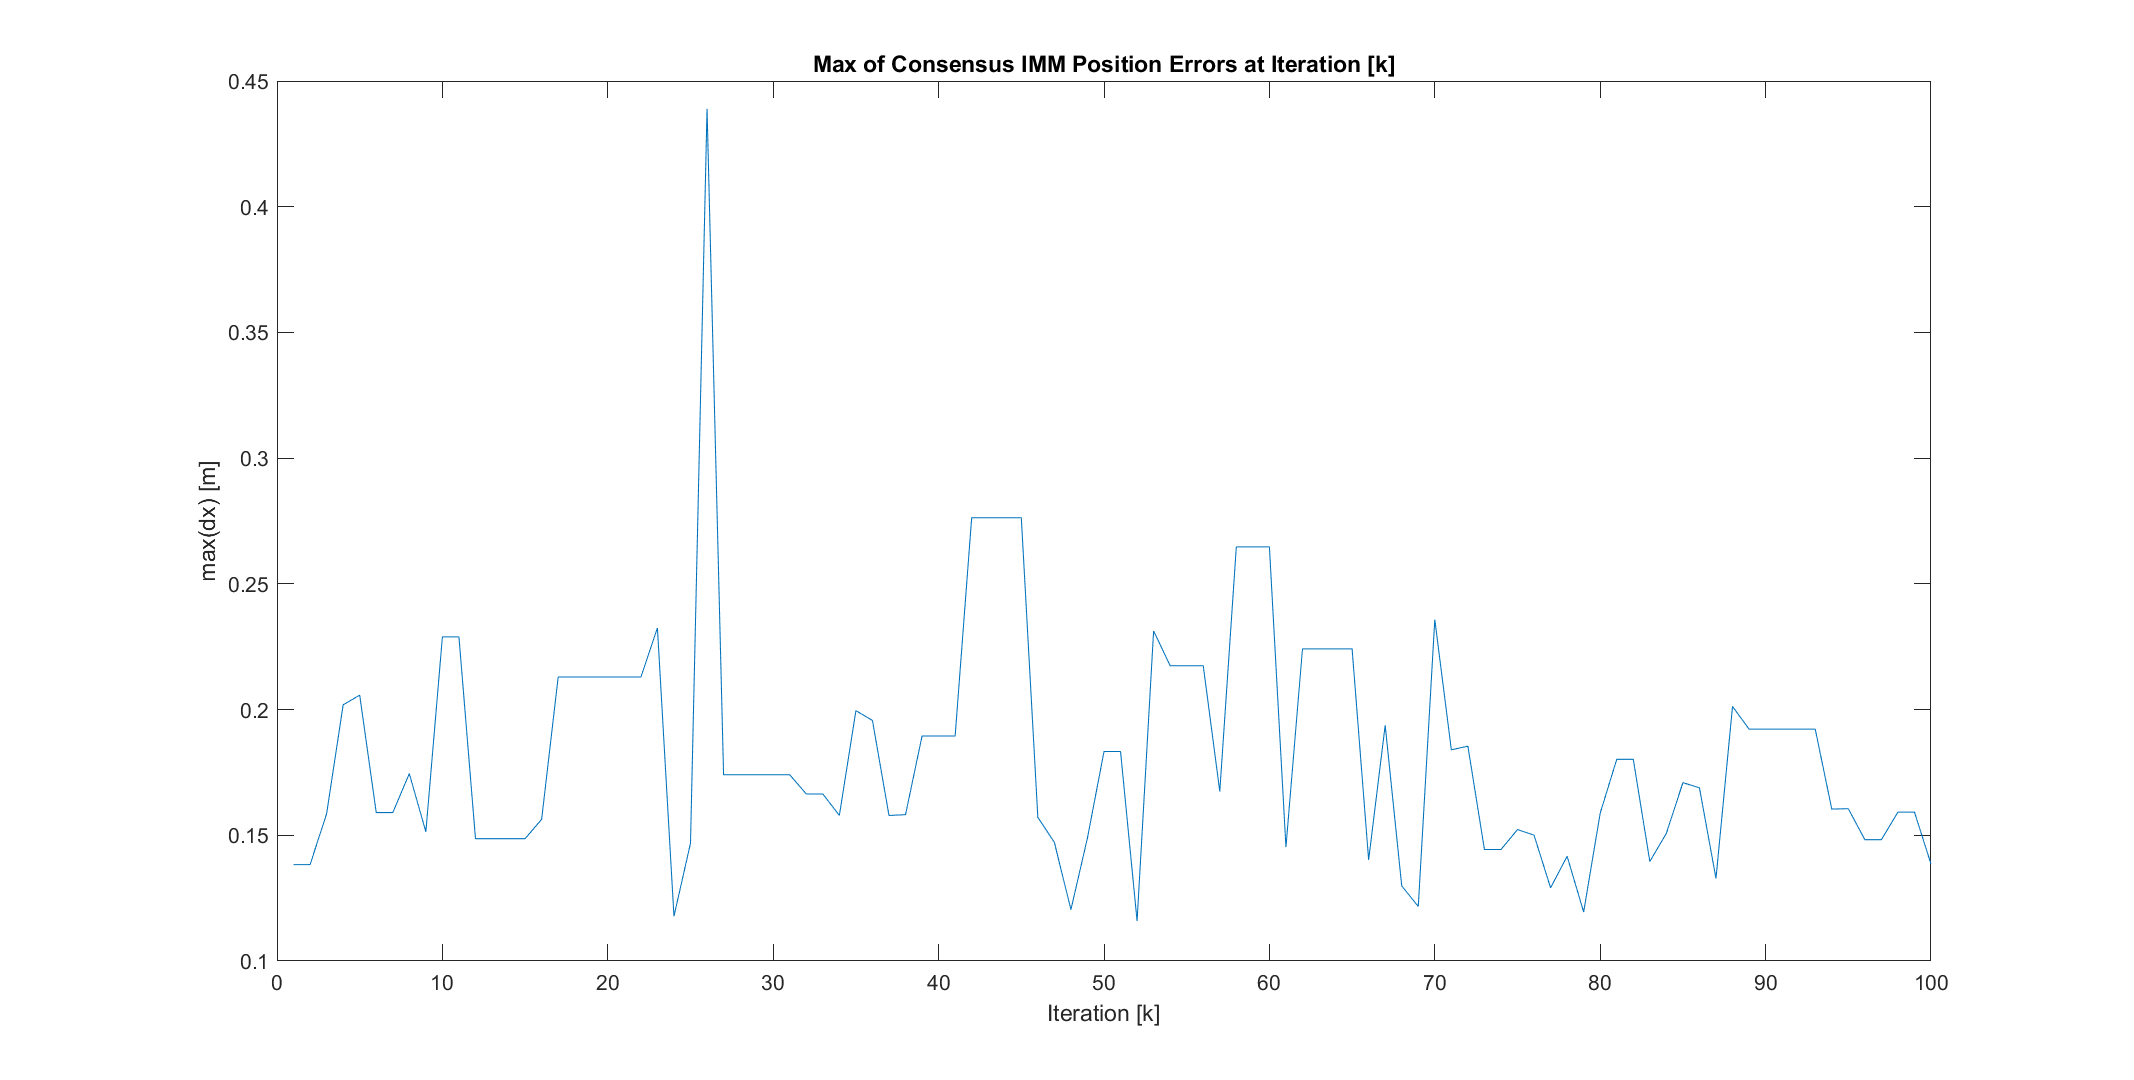 Max of Consensus IMM Position Errors at Iteration [k]
0.45
0.4
0.35
0.3
0.25
0.2
0.15
0.1
max(dx) [m]
0 10 20 30 40 50 60 70 80 90 100
Iteration [k]